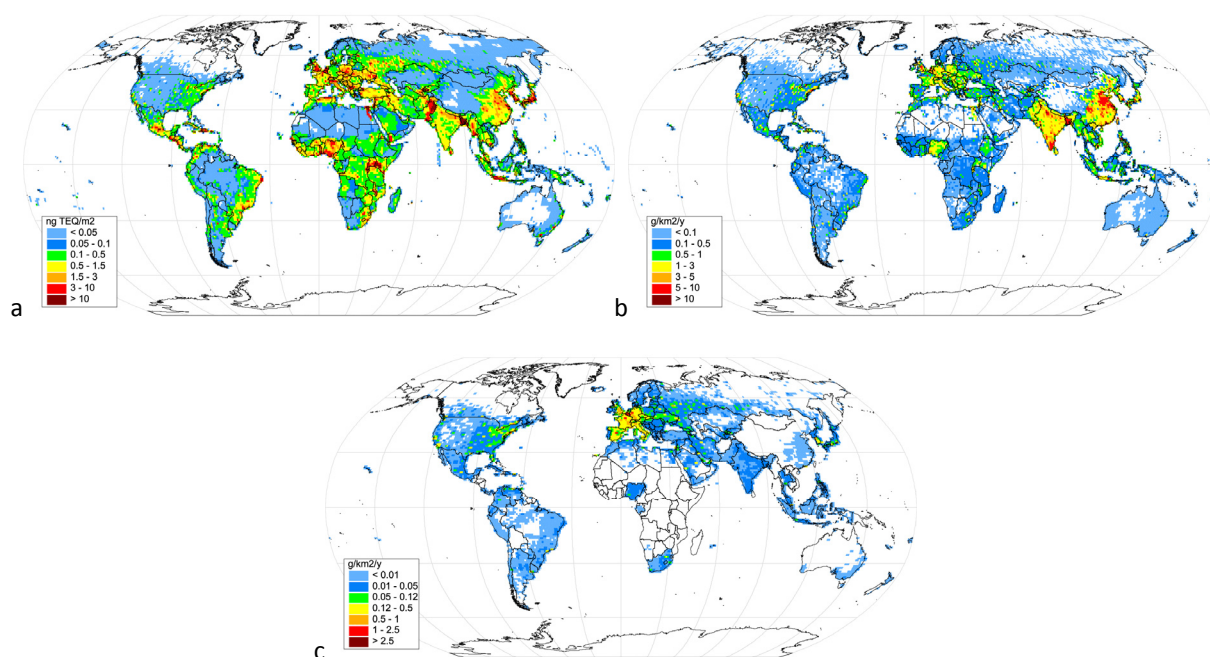 ng TEQ/m2
< 0.05
0.05 - 0.1
0.1 - 0.5
0.5 - 1.5
1.5 - 3
3 - 10
> 10
a
g/km2/y
< 0.1
0.1 - 0.5
0.5 - 1
1 - 3
3 - 5
5 - 10
> 10
b
g/km2/y
< 0.01
0.01 - 0.05
0.05 - 0.12
0.12 - 0.5
0.5 - 1
1 - 2.5
> 2.5
c